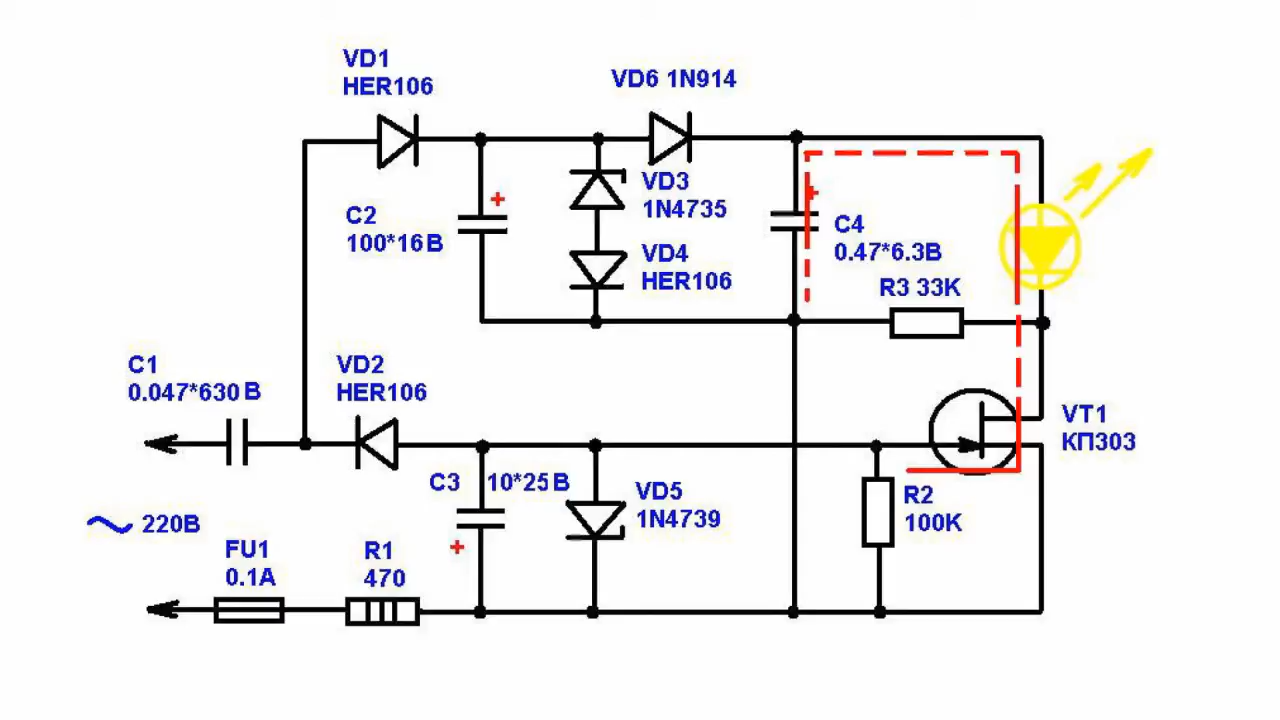 VD1
HER106
VD6 1N914
VD3
1N4735
C2
100*16В
VD4
HER106
C4
0.47*6.3В
R3 33K
C1
0.047*630 В
VD2
HER106
VT1
КП303
C3 10*25В
VD5
1N4739
R2
100K
~ 220В
FU1
0.1A
R1
470